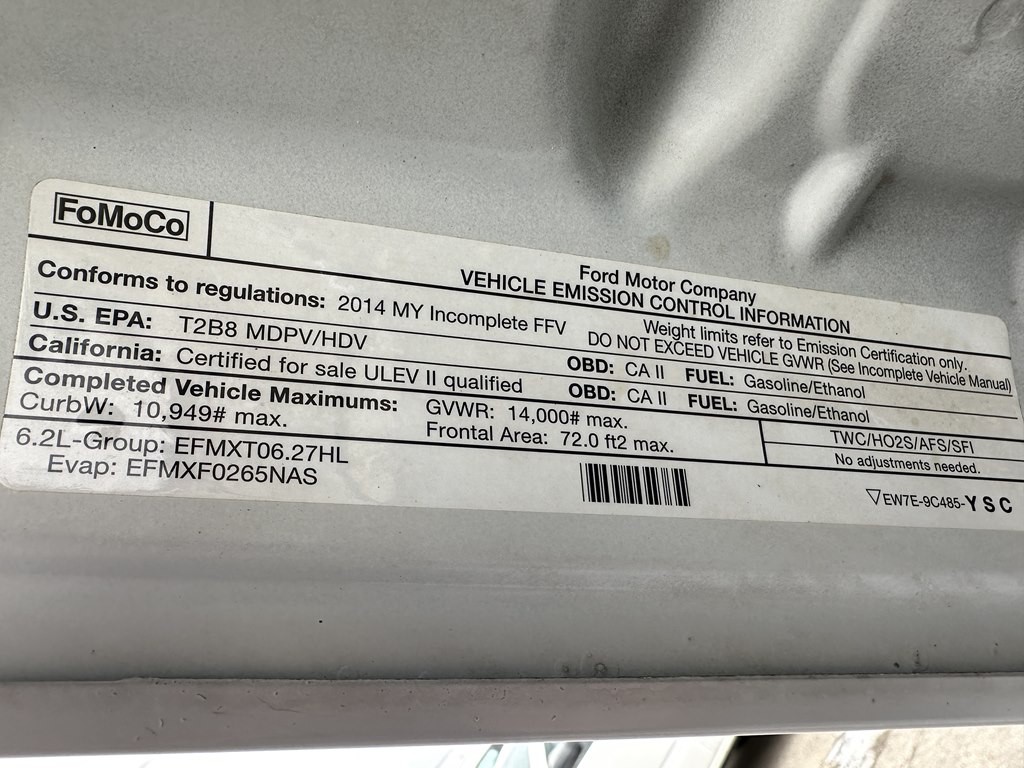 FoMoCo
Ford Motor Company
VEHICLE EMISSION CONTROL INFORMATION
Conforms to regulations: 2014 MY Incomplete FFV
Weight limits refer to Emission Certification only.
DO NOT EXCEED VEHICLE GVWR (See Incomplete Vehicle Manual)
U.S. EPA: T2B8 MDPV/HDV OBD: CA II FUEL: Gasoline/Ethanol
California: Certified for sale ULEV II qualified OBD: CA II FUEL: Gasoline/Ethanol
Completed Vehicle Maximums: GVWR: 14,000# max.
CurbW: 10,949# max. Frontal Area: 72.0 ft2 max.
TWC/HO2S/AFS/SFI
No adjustments needed.
6.2L-Group: EFMXT06.27HL
Evap: EFMXF0265NAS
▽EW7E-9C485-Y S C